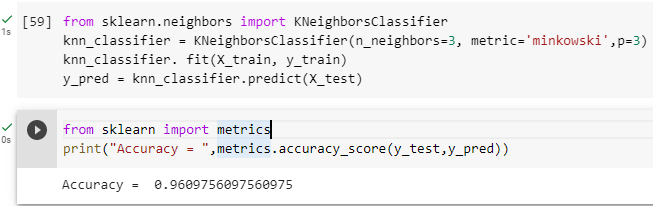 1s [59] from sklearn.neighbors import KNeighborsClassifier
knn_classifier = KNeighborsClassifier(n_neighbors=3, metric='minkowski',p=3)
knn_classifier. fit(X_train, y_train)
y_pred = knn_classifier.predict(X_test)
0s from sklearn import metrics
print("Accuracy = ",metrics.accuracy_score(y_test,y_pred))
Accuracy =  0.9609756097560975